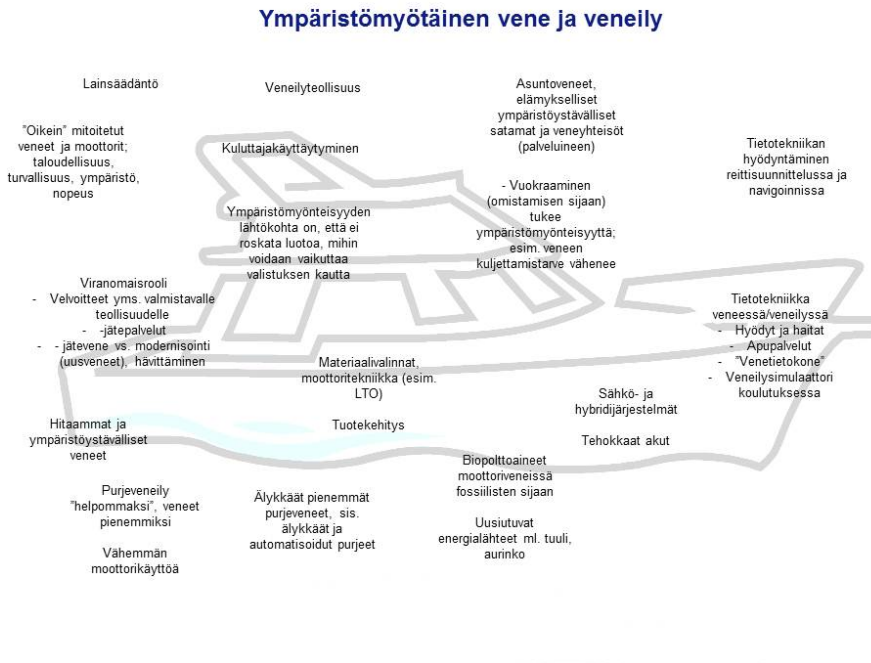 Ympäristömyötäinen vene ja veneily
Lainsäädäntö
"Oikein" mitoitetut
veneet ja moottorit;
taloudellisuus,
turvallisuus, ympäristö,
nopeus
Veneilyteollisuus
Kuluttajakäyttäytyminen
Ympäristömyönteisyyden
lähtökohta on, että ei
roskata luotoa, mihin
voidaan vaikuttaa
valistuksen kautta
Asuntoveneet,
elämykselliset
ympäristöystävälliset
satamat ja veneyhteisöt
(palveluineen)
- Vuokraaminen
(omistamisen sijaan)
tukee
ympäristömyönteisyyttä;
esim. veneen
kuljettamistarve vähenee
Tietotekniikan
hyödyntäminen
reittisuunnittelussa ja
navigoinnissa
Viranomaisrooli
- Velvoitteet yms. valmistavalle
teollisuudelle
- -jätepalvelut
- - jätevene vs. modernisointi
(uusveneet), hävittäminen
Materiaalivalinnat,
moottoritekniikka (esim.
LTO)
Tuotekehitys
Tietotekniikka
veneessä/veneilyssä
- Hyödyt ja haitat
- Apupalvelut
- "Venetietokone"
- Veneilysimulaattori
koulutuksessa
Sähkö- ja
hybridijärjestelmät
Tehokkaat akut
Hitaammat ja
ympäristöystävälliset
veneet
Purjeveneily
"helpommaksi", veneet
pienemmiksi
Vähemmän
moottorikäyttöä
Älykkäät pienemmät
purjeveneet, sis.
älykkäät ja
automatisoidut purjeet
Biopolttoaineet
moottoriveneissä
fossiilisten sijaan
Uusiutuvat
energialähteet ml. tuuli,
aurinko